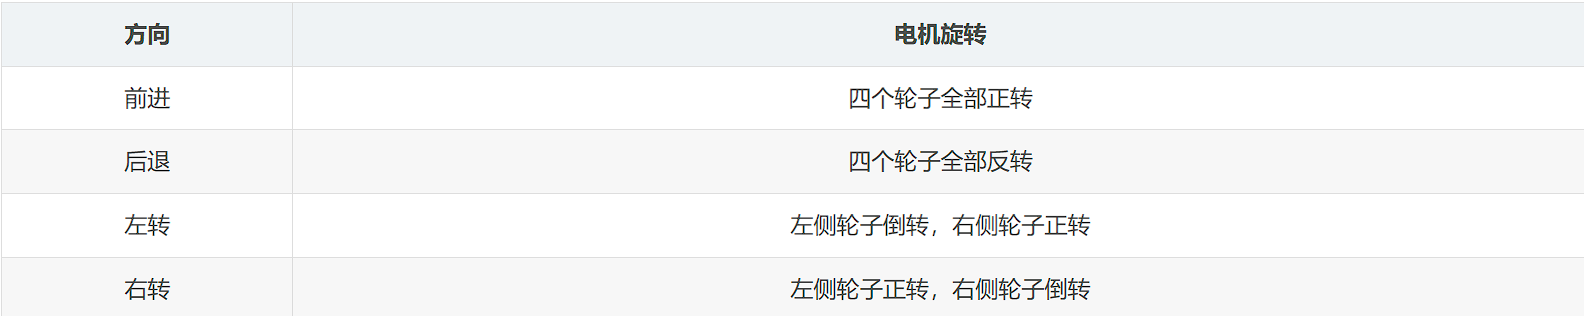 方向 电机旋转
前进 四个轮子全部正转
后退 四个轮子全部反转
左转 左侧轮子倒转，右侧轮子正转
右转 左侧轮子正转，右侧轮子倒转